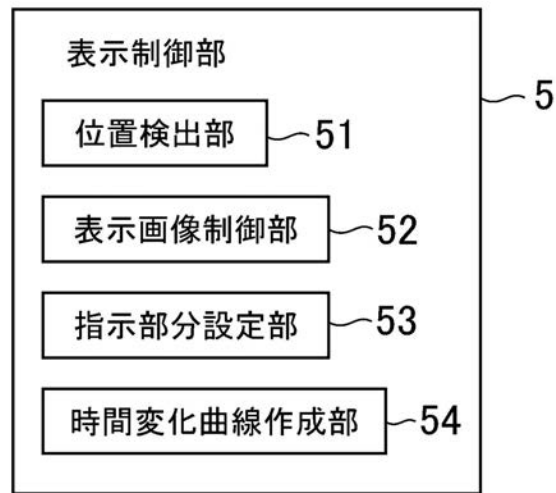 表示制御部
5
位置検出部 51
表示画像制御部 52
指示部分設定部 53
時間変化曲線作成部 54